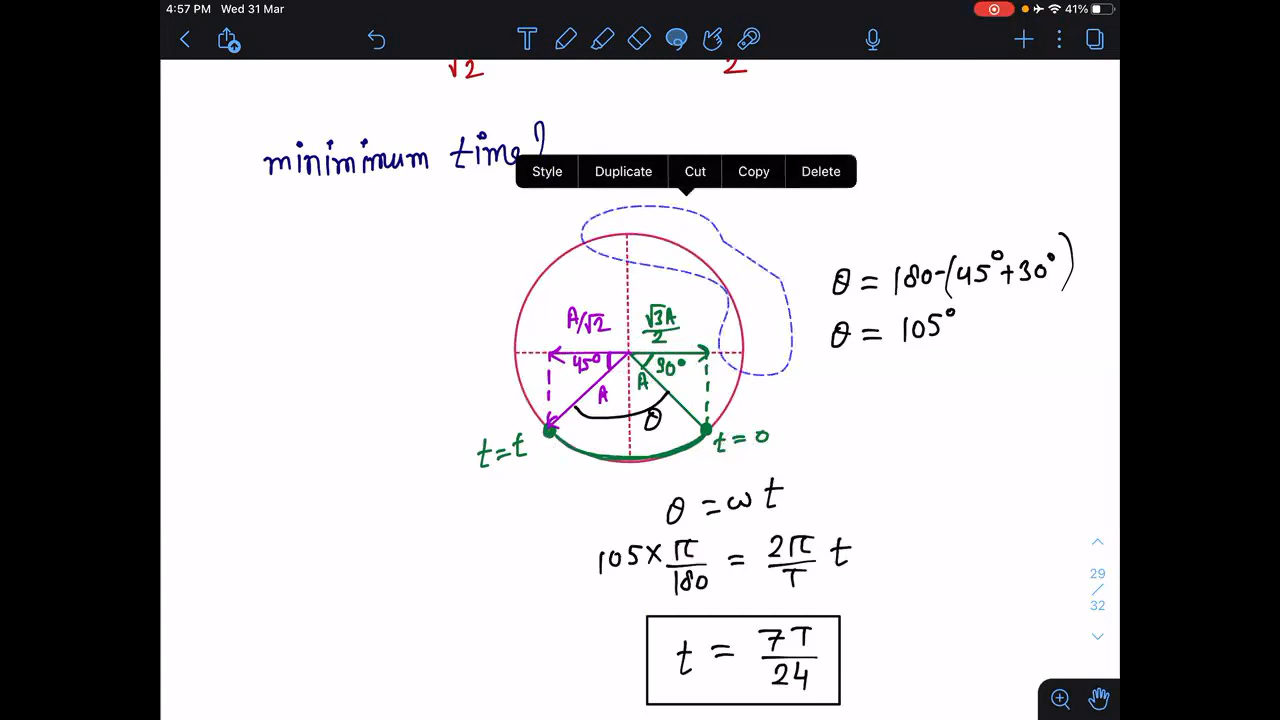 4:57 PM Wed 31 Mar
41%
T
√2
2
minimimum time?
Style Duplicate Cut Copy Delete
θ = 180-(45°+30°)
θ = 105°
A/√2
√3A/2
45°
30°
A
A
θ
t=t
t=0
θ = ωt
105 × π/180 = 2π/T t
t = 7T/24
29
/
32